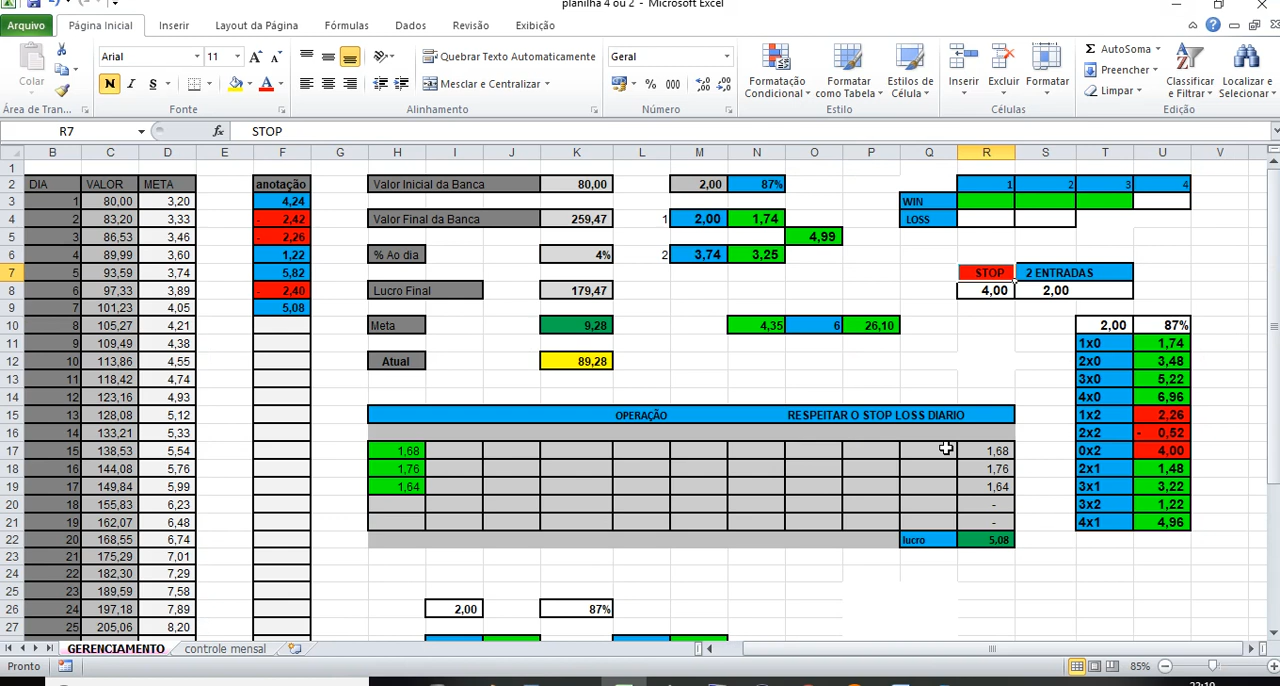 planilha 4 ou 2 - Microsoft Excel
Arquivo Página Inicial Inserir Layout da Página Fórmulas Dados Revisão Exibição
Colar
Arial 11
N I S
Quebrar Texto Automaticamente
Mesclar e Centralizar
Geral
% 000
Formatação Condicional
Formatar como Tabela
Estilos de Célula
Inserir Excluir Formatar
AutoSoma
Preencher
Limpar
Classificar e Filtrar
Localizar e Selecionar
Área de Tran... Fonte Alinhamento Número Estilo Células Edição
R7 fx STOP
B C D E F G H I J K L M N O P Q R S T U V
1
2 DIA VALOR META anotação Valor Inicial da Banca 80,00 2,00 87% 1 2 3 4
3 1 80,00 3,20 4,24 WIN
4 2 83,20 3,33 - 2,42 Valor Final da Banca 259,47 1 2,00 1,74 LOSS
5 3 86,53 3,46 - 2,26 4,99
6 4 89,99 3,60 1,22 % Ao dia 4% 2 3,74 3,25
7 5 93,59 3,74 5,82 STOP 2 ENTRADAS
8 6 97,33 3,89 - 2,40 Lucro Final 179,47 4,00 2,00
9 7 101,23 4,05 5,08
10 8 105,27 4,21 Meta 9,28 4,35 6 26,10 2,00 87%
11 9 109,49 4,38 1x0 1,74
12 10 113,86 4,55 Atual 89,28 2x0 3,48
13 11 118,42 4,74 3x0 5,22
14 12 123,16 4,93 4x0 6,96
15 13 128,08 5,12 OPERAÇÃO RESPEITAR O STOP LOSS DIARIO 1x2 2,26
16 14 133,21 5,33 2x2 - 0,52
17 15 138,53 5,54 1,68 1,68 0x2 4,00
18 16 144,08 5,76 1,76 1,76 2x1 1,48
19 17 149,84 5,99 1,64 1,64 3x1 3,22
20 18 155,83 6,23 - 3x2 1,22
21 19 162,07 6,48 - 4x1 4,96
22 20 168,55 6,74 lucro 5,08
23 21 175,29 7,01
24 22 182,30 7,29
25 23 189,59 7,58
26 24 197,18 7,89 2,00 87%
27 25 205,06 8,20
GERENCIAMENTO controle mensal
Pronto 85%